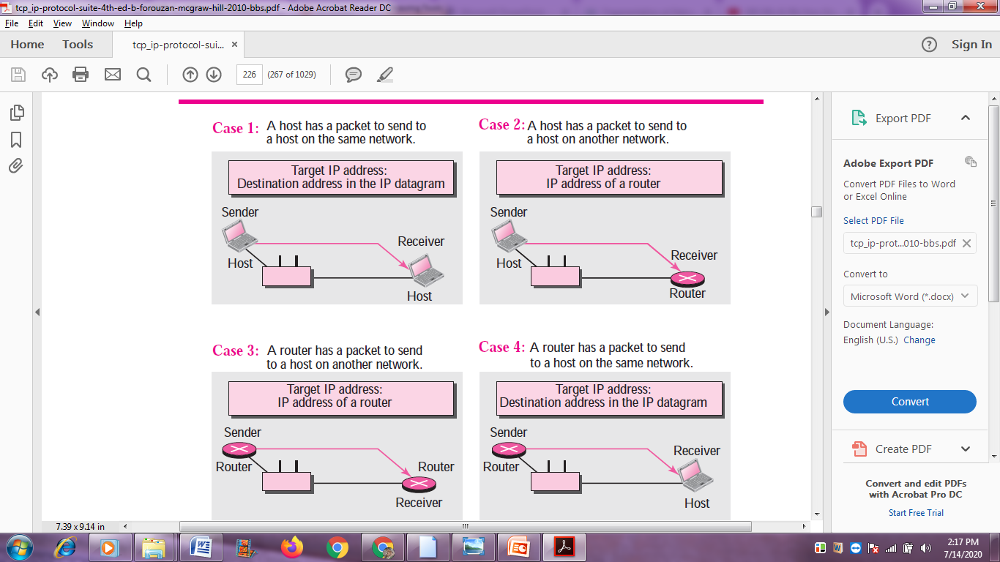 tcp_ip-protocol-suite-4th-ed-b-forouzan-mcgraw-hill-2010-bbs.pdf - Adobe Acrobat Reader DC
File Edit View Window Help
Home Tools tcp_ip-protocol-sui... × Sign In
226 (267 of 1029)
Case 1: A host has a packet to send to
a host on the same network.
Target IP address:
Destination address in the IP datagram
Sender
Receiver
Host
Host
Case 2: A host has a packet to send to
a host on another network.
Target IP address:
IP address of a router
Sender
Receiver
Host
Router
Case 3: A router has a packet to send
to a host on another network.
Target IP address:
IP address of a router
Sender
Router
Router
Receiver
Case 4: A router has a packet to send
to a host on the same network.
Target IP address:
Destination address in the IP datagram
Sender
Receiver
Router
Host
7.39 x 9.14 in
Export PDF
Adobe Export PDF
Convert PDF Files to Word
or Excel Online
Select PDF File
tcp_ip-prot...010-bbs.pdf
Convert to
Microsoft Word (*.docx)
Document Language:
English (U.S.) Change
Convert
Create PDF
Convert and edit PDFs
with Acrobat Pro DC
Start Free Trial
2:17 PM
7/14/2020